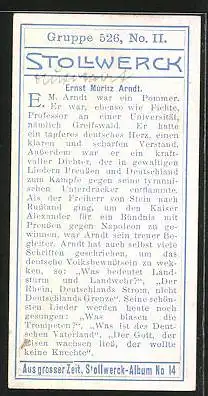 Gruppe 526, No. II.
STOLLWERCK
Ernst Moritz Arndt.
E. M. Arndt war ein Pommer.
Er war, ebenso wie Fichte,
Professor an einer Universität,
nämlich Greifswald. Er hatte
ein tapferes deutsches Herz, einen
klaren und scharfen Verstand.
Außerdem war er ein kraft-
voller Dichter, der in gewaltigen
Liedern Preußen und Deutschland
zum Kampfe gegen seine tyranni-
schen Unterdrücker entflammte.
Als der Freiherr von Stein nach
Rußland ging, um den Kaiser
Alexander für ein Bündnis mit
Preußen gegen Napoleon zu ge-
winnen, war Arndt sein treuer Be-
gleiter. Arndt hat auch selbst viele
Schriften geschrieben, um das
deutsche Volksbewußtsein zu wek-
ken, so: „Was bedeutet Land-
sturm und Landwehr?“, „Der
Rhein, Deutschlands Strom, nicht
Deutschlands Grenze“. Seine schön-
sten Lieder werden heute noch
gesungen: „Was blasen die
Trompeten?“, „Was ist des Deut-
schen Vaterland“, „Der Gott, der
Eisen wachsen ließ, der wollte
keine Knechte“.
Aus grosser Zeit, Stollwerck-Album No 14